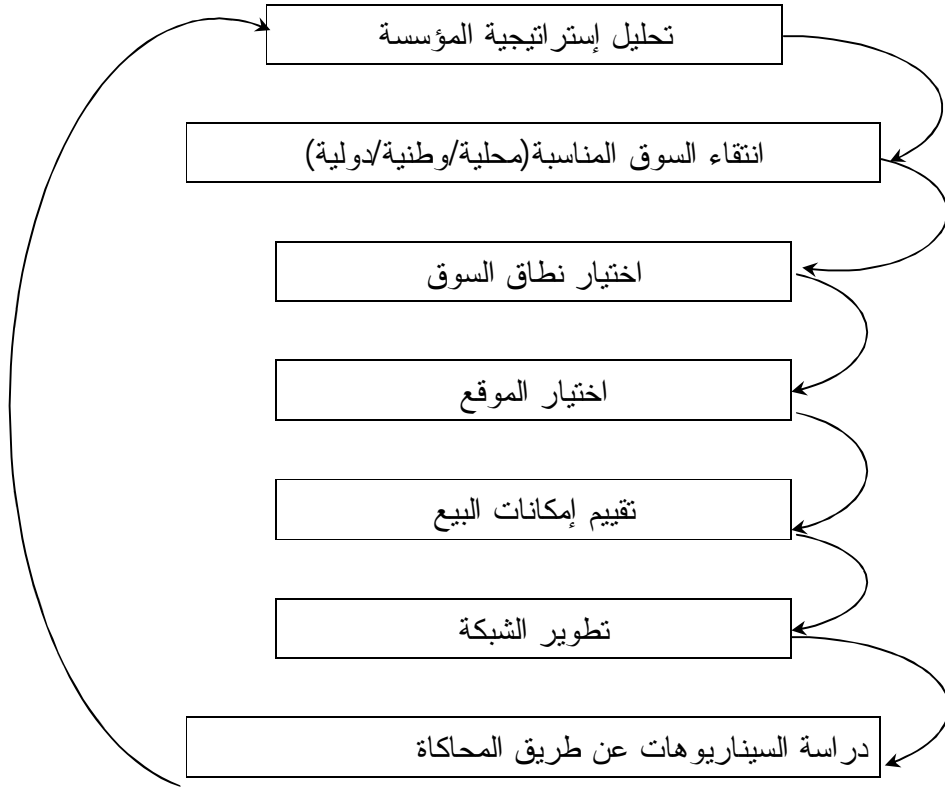 تحليل إستراتيجية المؤسسة
انتقاء السوق المناسبة(محلية/وطنية/دولية)
اختيار نطاق السوق
اختيار الموقع
تقييم إمكانات البيع
تطوير الشبكة
دراسة السيناريوهات عن طريق المحاكاة